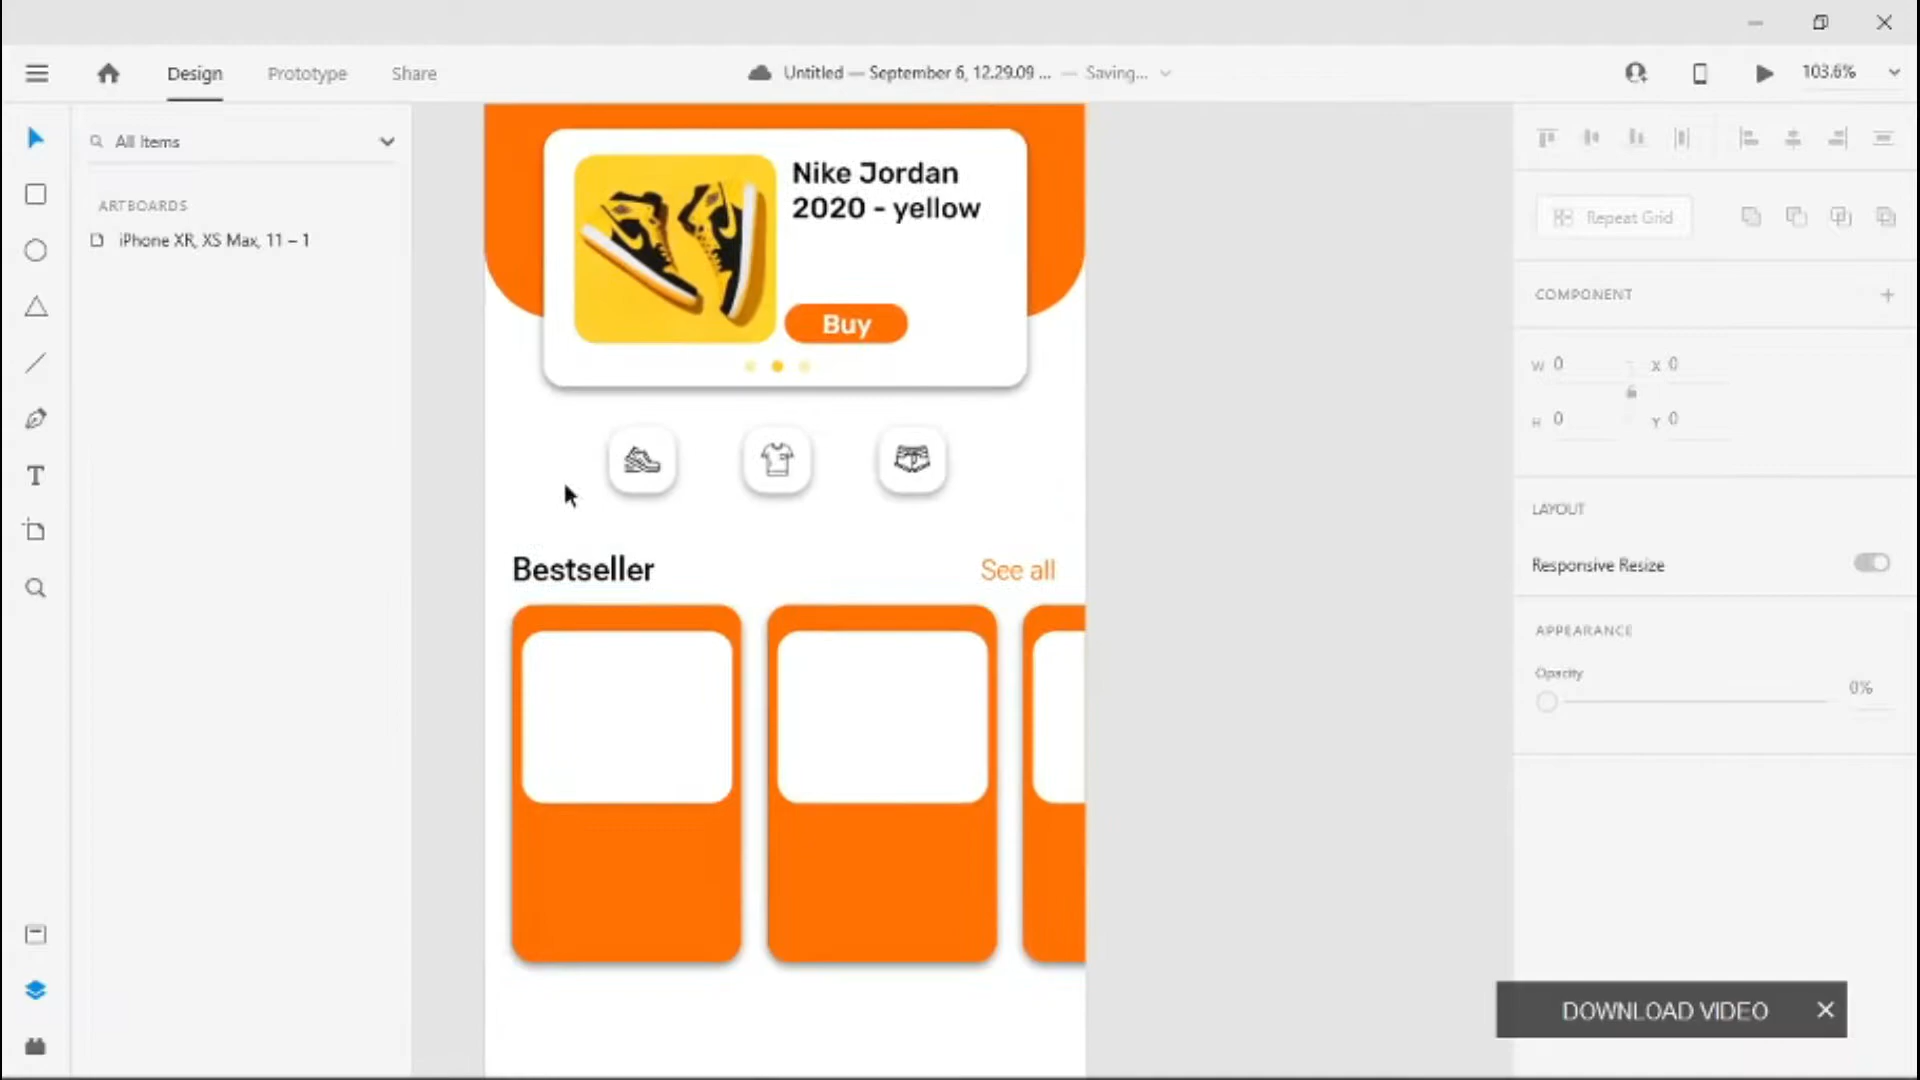 Design
Prototype
Share
Untitled — September 6, 12.29.09 ... — Saving...
103.6%
All Items
ARTBOARDS
iPhone XR, XS Max, 11 – 1
Nike Jordan
2020 - yellow
Buy
Bestseller
See all
Repeat Grid
COMPONENT
W 0
X 0
H 0
Y 0
LAYOUT
Responsive Resize
APPEARANCE
Opacity
0%
DOWNLOAD VIDEO